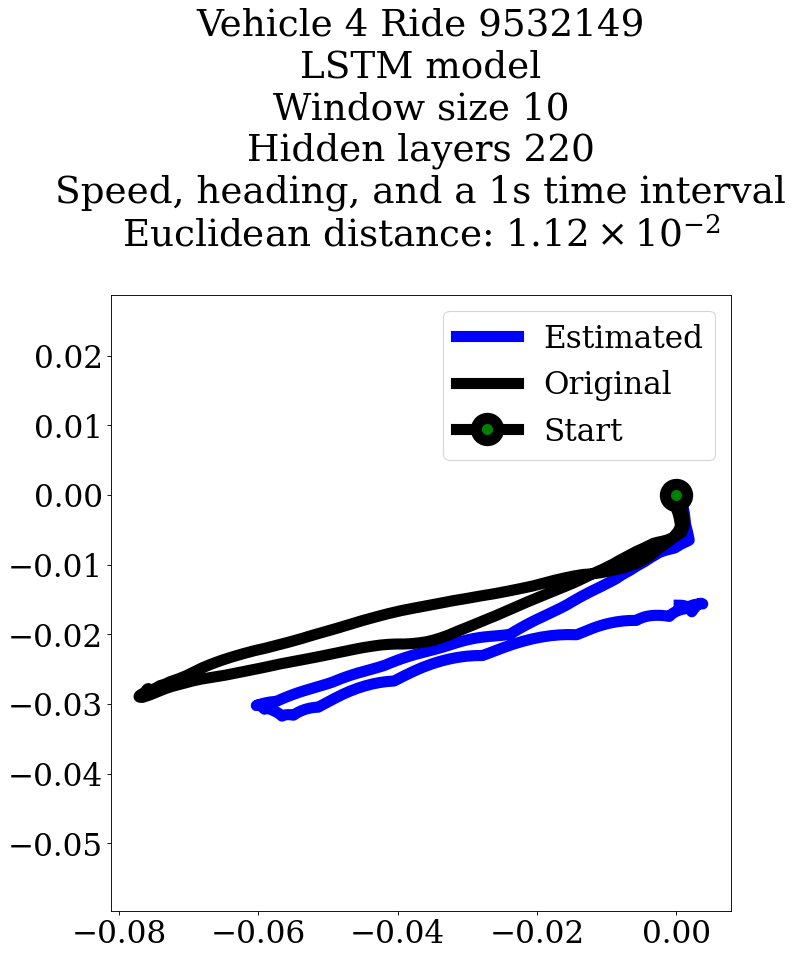 Vehicle 4 Ride 9532149
LSTM model
Window size 10
Hidden layers 220
Speed, heading, and a 1s time interval
Euclidean distance: 1.12 × 10⁻²
Estimated
Original
Start
0.02
0.01
0.00
−0.01
−0.02
−0.03
−0.04
−0.05
−0.08 −0.06 −0.04 −0.02 0.00